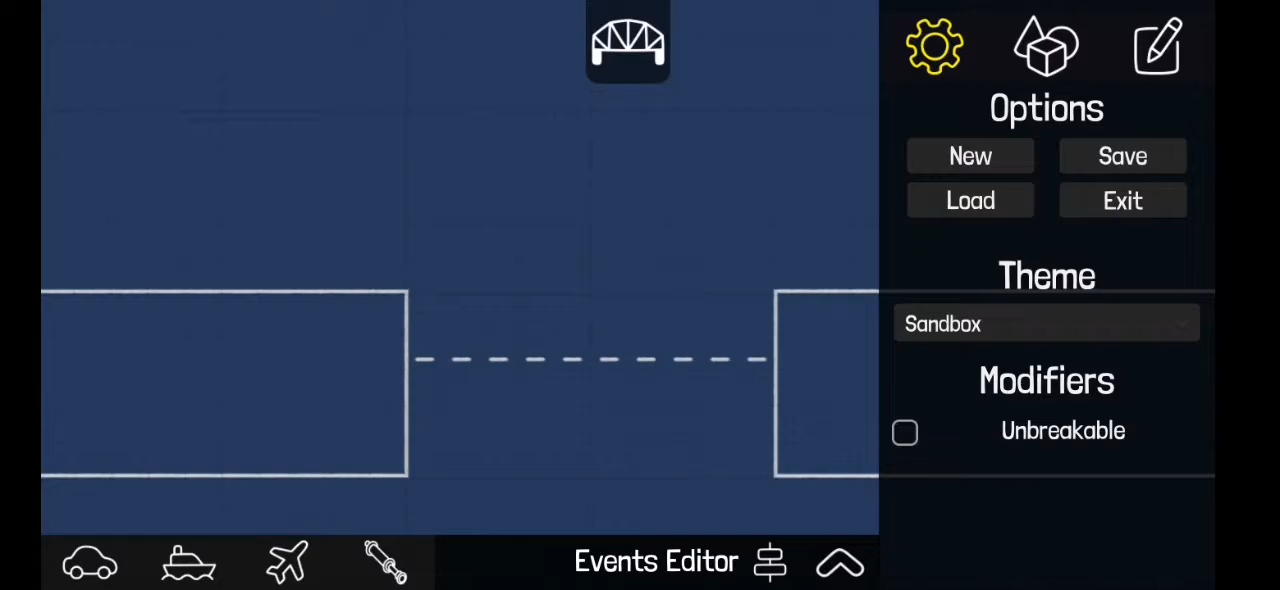 Options
New Save
Load Exit
Theme
Sandbox
Modifiers
Unbreakable
Events Editor